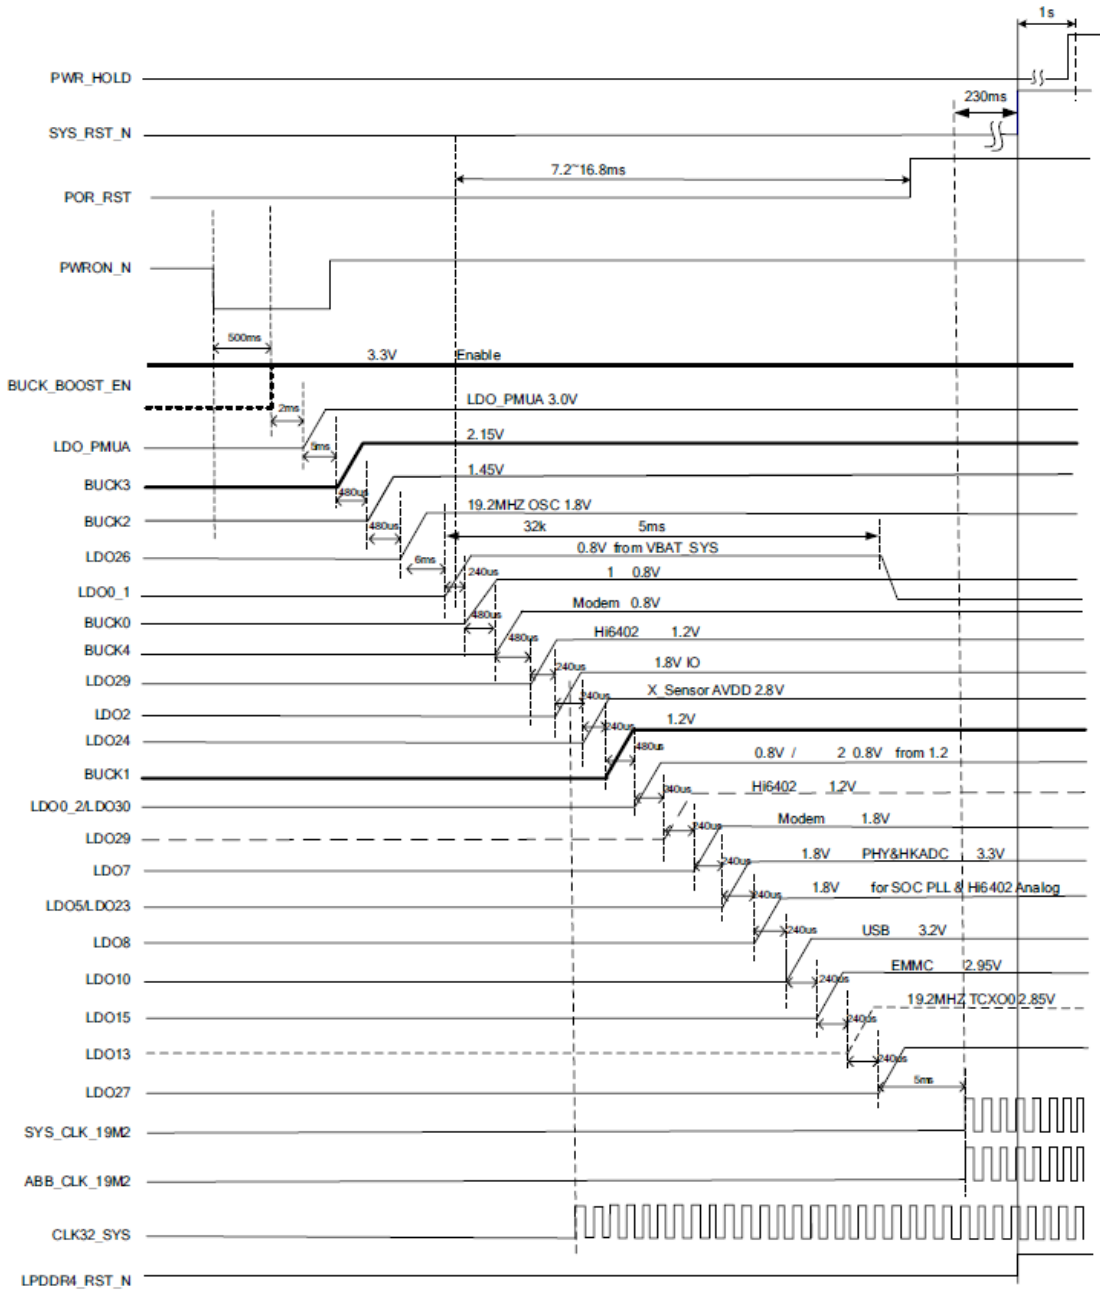 1s
PWR_HOLD
230ms
SYS_RST_N
7.2~16.8ms
POR_RST
PWRON_N
500ms
3.3V Enable
BUCK_BOOST_EN
2ms
LDO_PMUA 3.0V
LDO_PMUA
5ms
2.15V
BUCK3
480us
1.45V
BUCK2
480us
19.2MHZ OSC 1.8V
32k 5ms
LDO26
6ms
0.8V from VBAT_SYS
240us
1 0.8V
LDO0_1
Modem 0.8V
BUCK0
480us
BUCK4
480us
Hi6402 1.2V
LDO29
240us
1.8V IO
LDO2
240us
X_Sensor AVDD 2.8V
LDO24
240us
1.2V
BUCK1
480us
0.8V / 2 0.8V from 1.2
LDO0_2/LDO30
240us
Hi6402 1.2V
LDO29
240us
Modem 1.8V
LDO7
240us
1.8V PHY&HKADC 3.3V
LDO5/LDO23
240us
1.8V for SOC PLL & Hi6402 Analog
LDO8
240us
USB 3.2V
LDO10
240us
EMMC 2.95V
LDO15
240us
19.2MHZ TCXO0 2.85V
LDO13
240us
LDO27
5ms
SYS_CLK_19M2
ABB_CLK_19M2
CLK32_SYS
LPDDR4_RST_N